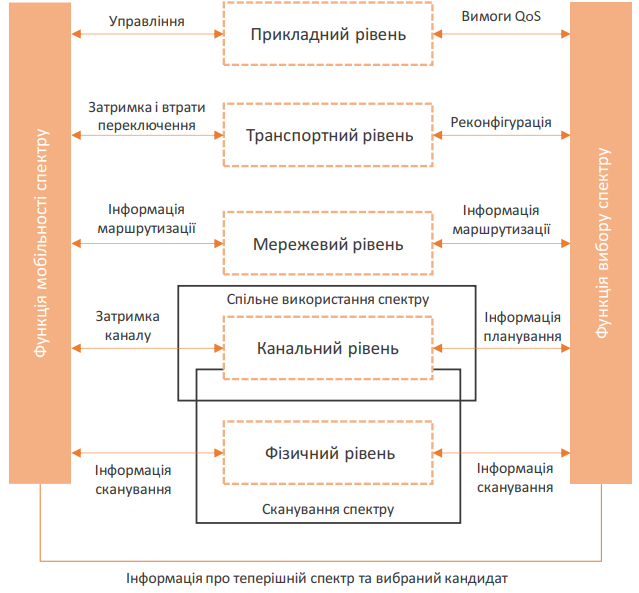 Управління
Прикладний рівень
Вимоги QoS
Затримка і втрати
переключення
Транспортний рівень
Реконфігурація
Функція мобільності спектру
Функція вибору спектру
Інформація
маршрутизації
Мережевий рівень
Інформація
маршрутизації
Спільне використання спектру
Затримка
каналу
Канальний рівень
Інформація
планування
Інформація
сканування
Фізичний рівень
Інформація
сканування
Сканування спектру
Інформація про теперішній спектр та вибраний кандидат